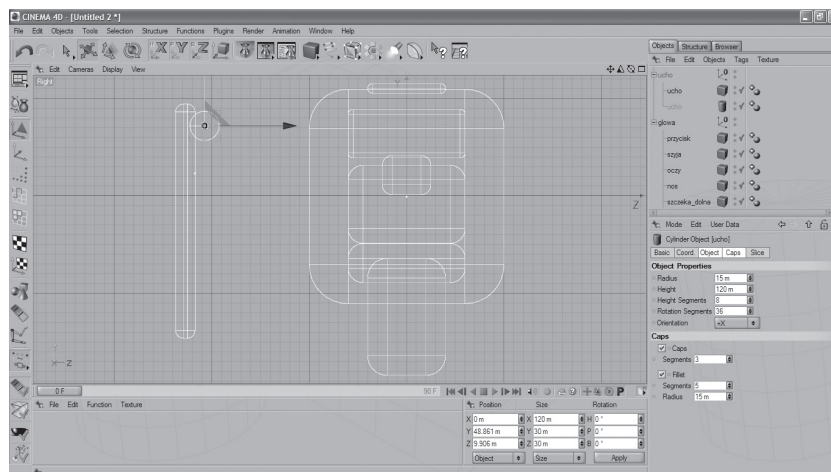 CINEMA 4D - [Untitled 2 *]
File Edit Objects Tools Selection Structure Functions Plugins Render Animation Window Help
Edit Cameras Display View
Right
Y
Z
Y
Z
0 F 90 F
File Edit Function Texture
Position Size Rotation
X 0 m X 120 m H 0 °
Y 48.861 m Y 30 m P 0 °
Z 9.906 m Z 30 m B 0 °
Object Size Apply
Objects Structure Browser
File Edit Objects Tags Texture
ucho
ucho
ucho
glowa
przycisk
szyja
oczy
nos
szczeka_dolna
Mode Edit User Data
Cylinder Object [ucho]
Basic Coord. Object Caps Slice
Object Properties
Radius 15 m
Height 120 m
Height Segments 8
Rotation Segments 36
Orientation +X
Caps
Caps
Segments 3
Fillet
Segments 5
Radius 15 m